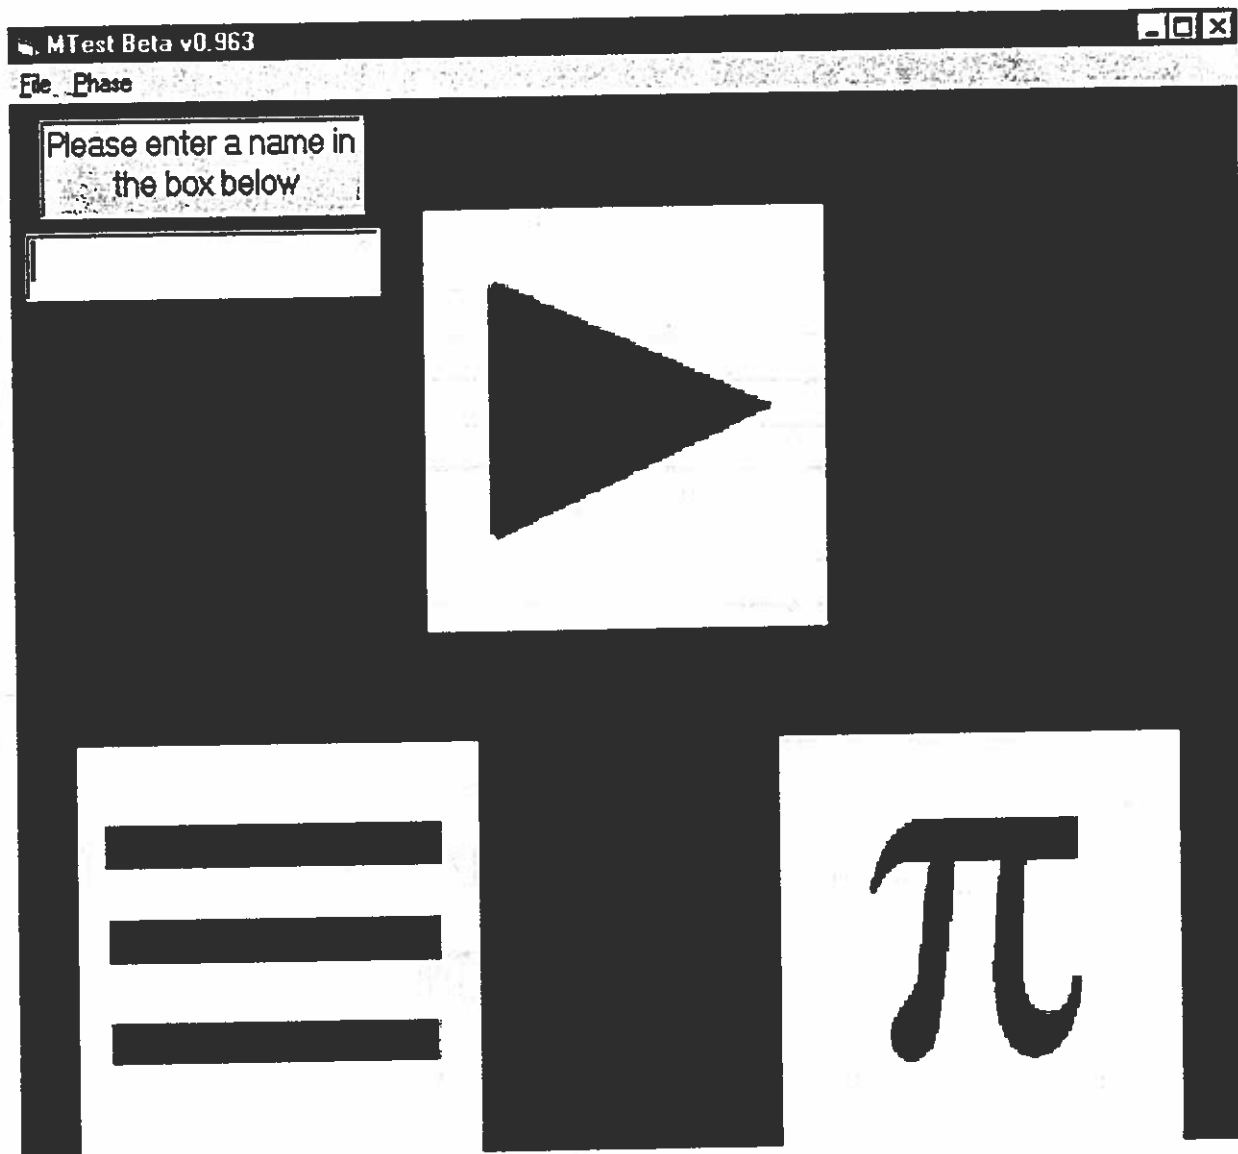 MTest Beta v0.963
File Phase
Please enter a name in
the box below
π